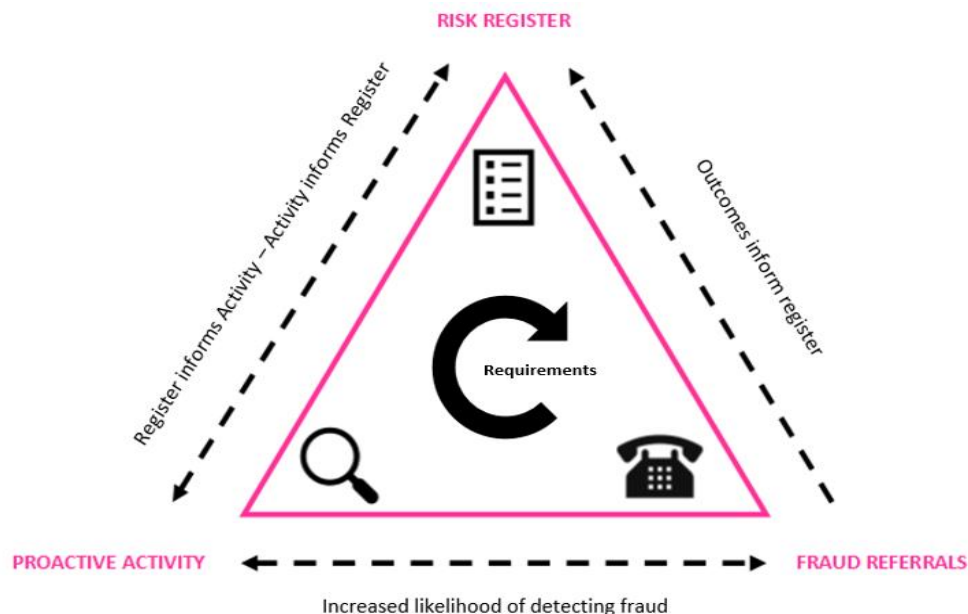 RISK REGISTER
Register informs Activity – Activity informs Register
Outcomes inform register
Requirements
PROACTIVE ACTIVITY
FRAUD REFERRALS
Increased likelihood of detecting fraud